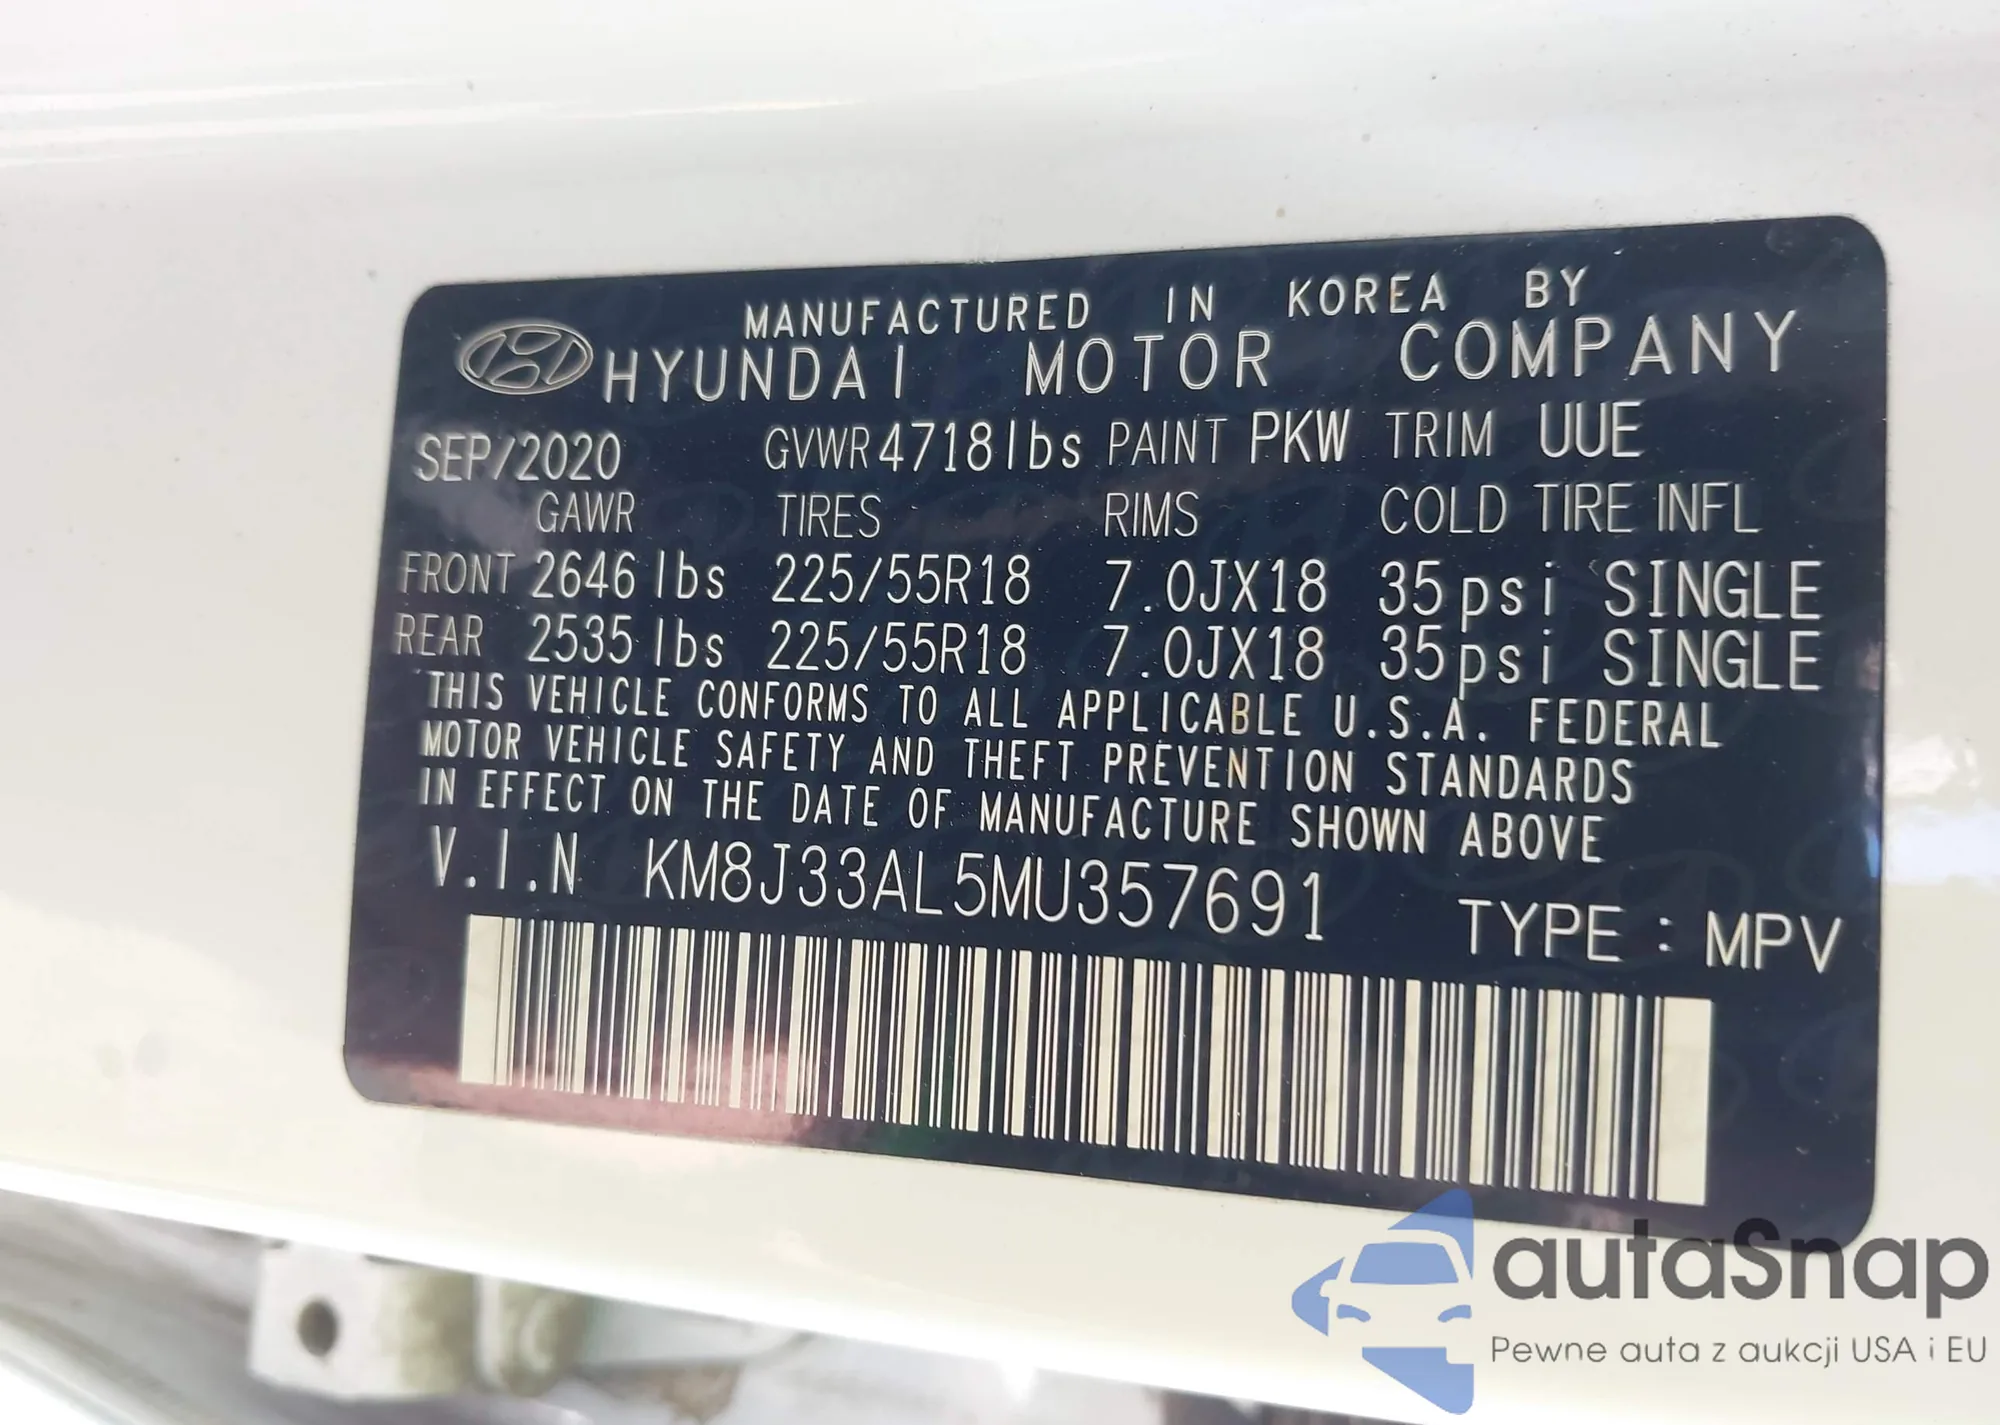 MANUFACTURED IN KOREA BY
HYUNDAI MOTOR COMPANY
SEP/2020 GVWR 4718lbs PAINT PKW TRIM UUE
GAWR TIRES RIMS COLD TIRE INFL
FRONT 2646 lbs 225/55R18 7.0JX18 35psi SINGLE
REAR 2535 lbs 225/55R18 7.0JX18 35psi SINGLE
THIS VEHICLE CONFORMS TO ALL APPLICABLE U.S.A. FEDERAL
MOTOR VEHICLE SAFETY AND THEFT PREVENTION STANDARDS
IN EFFECT ON THE DATE OF MANUFACTURE SHOWN ABOVE
V.I.N KM8J33AL5MU357691
TYPE : MPV
autaSnap
Pewne auta z aukcji USA i EU